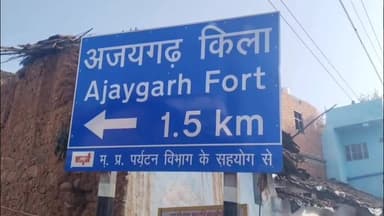 अजयगढ़ किला
Ajaygarh Fort
1.5 km
म. प्र. पर्यटन विभाग के सहयोग से